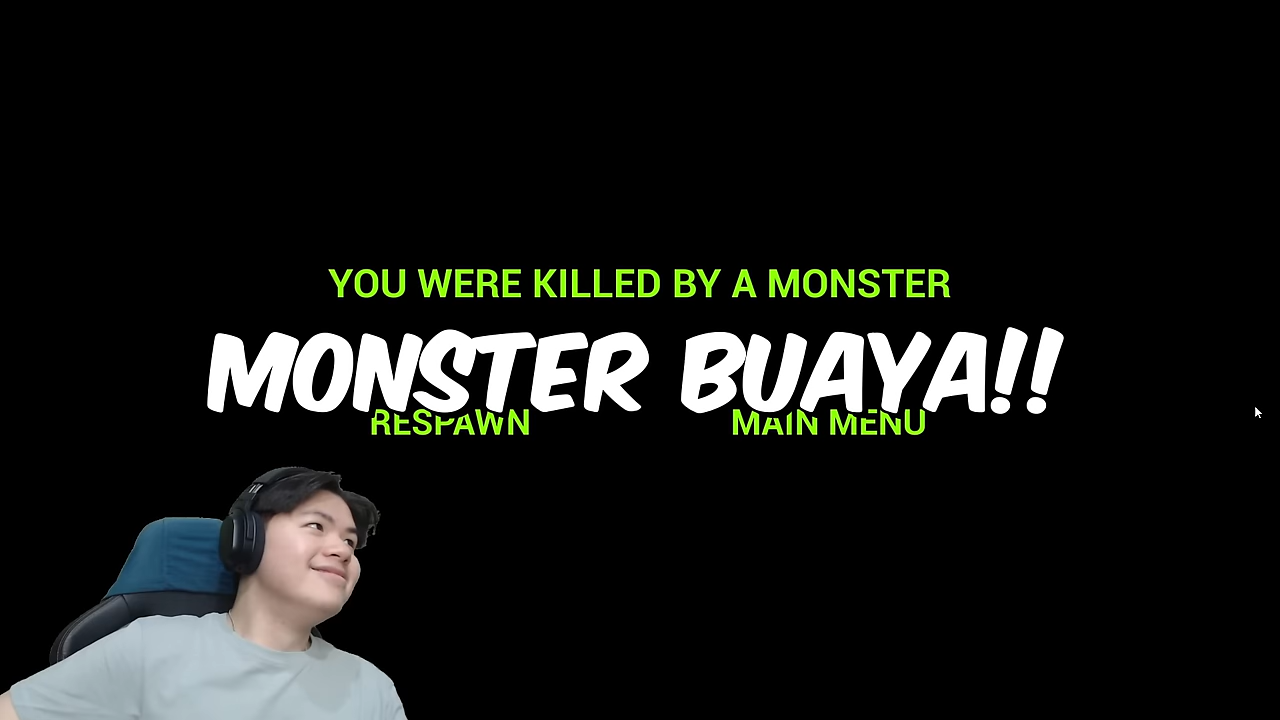 YOU WERE KILLED BY A MONSTER
MONSTER BUAYA!!
RESPAWN MAIN MENU